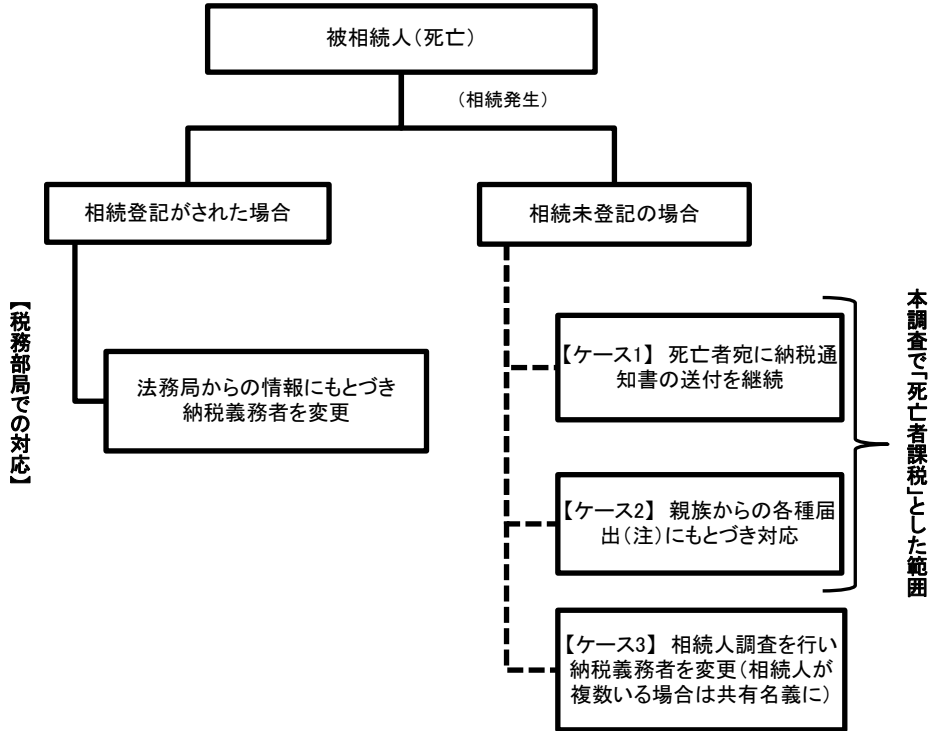 被相続人(死亡)
(相続発生)
相続登記がされた場合
相続未登記の場合
【税務部局での対応】
法務局からの情報にもとづき
納税義務者を変更
【ケース1】 死亡者宛に納税通
知書の送付を継続
【ケース2】 親族からの各種届
出(注)にもとづき対応
【ケース3】 相続人調査を行い
納税義務者を変更(相続人が
複数いる場合は共有名義に)
本調査で「死亡者課税」とした範囲